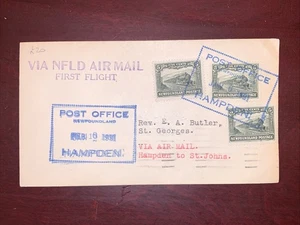 VIA NFLD AIR MAIL
FIRST FLIGHT
POST OFFICE
HAMPDEN
POST OFFICE
NEWFOUNDLAND
HAMPDEN
Rev. E. A. Butler,
St. Georges.
VIA AIR MAIL.
Hampden to St.Johns.